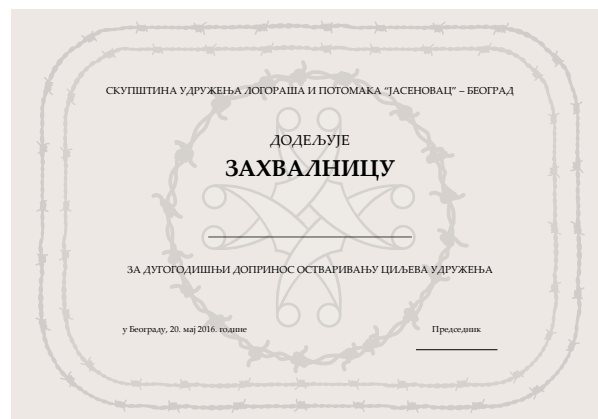 СКУПШТИНА УДРУЖЕЊА ЛОГОРАША И ПОТОМАКА “ЈАСЕНОВАЦ” – БЕОГРАД
ДОДЕЉУЈЕ
ЗАХВАЛНИЦУ
ЗА ДУГОГОДИШЊИ ДОПРИНОС ОСТВАРИВАЊУ ЦИЉЕВА УДРУЖЕЊА
у Београду, 20. мај 2016. године
Председник